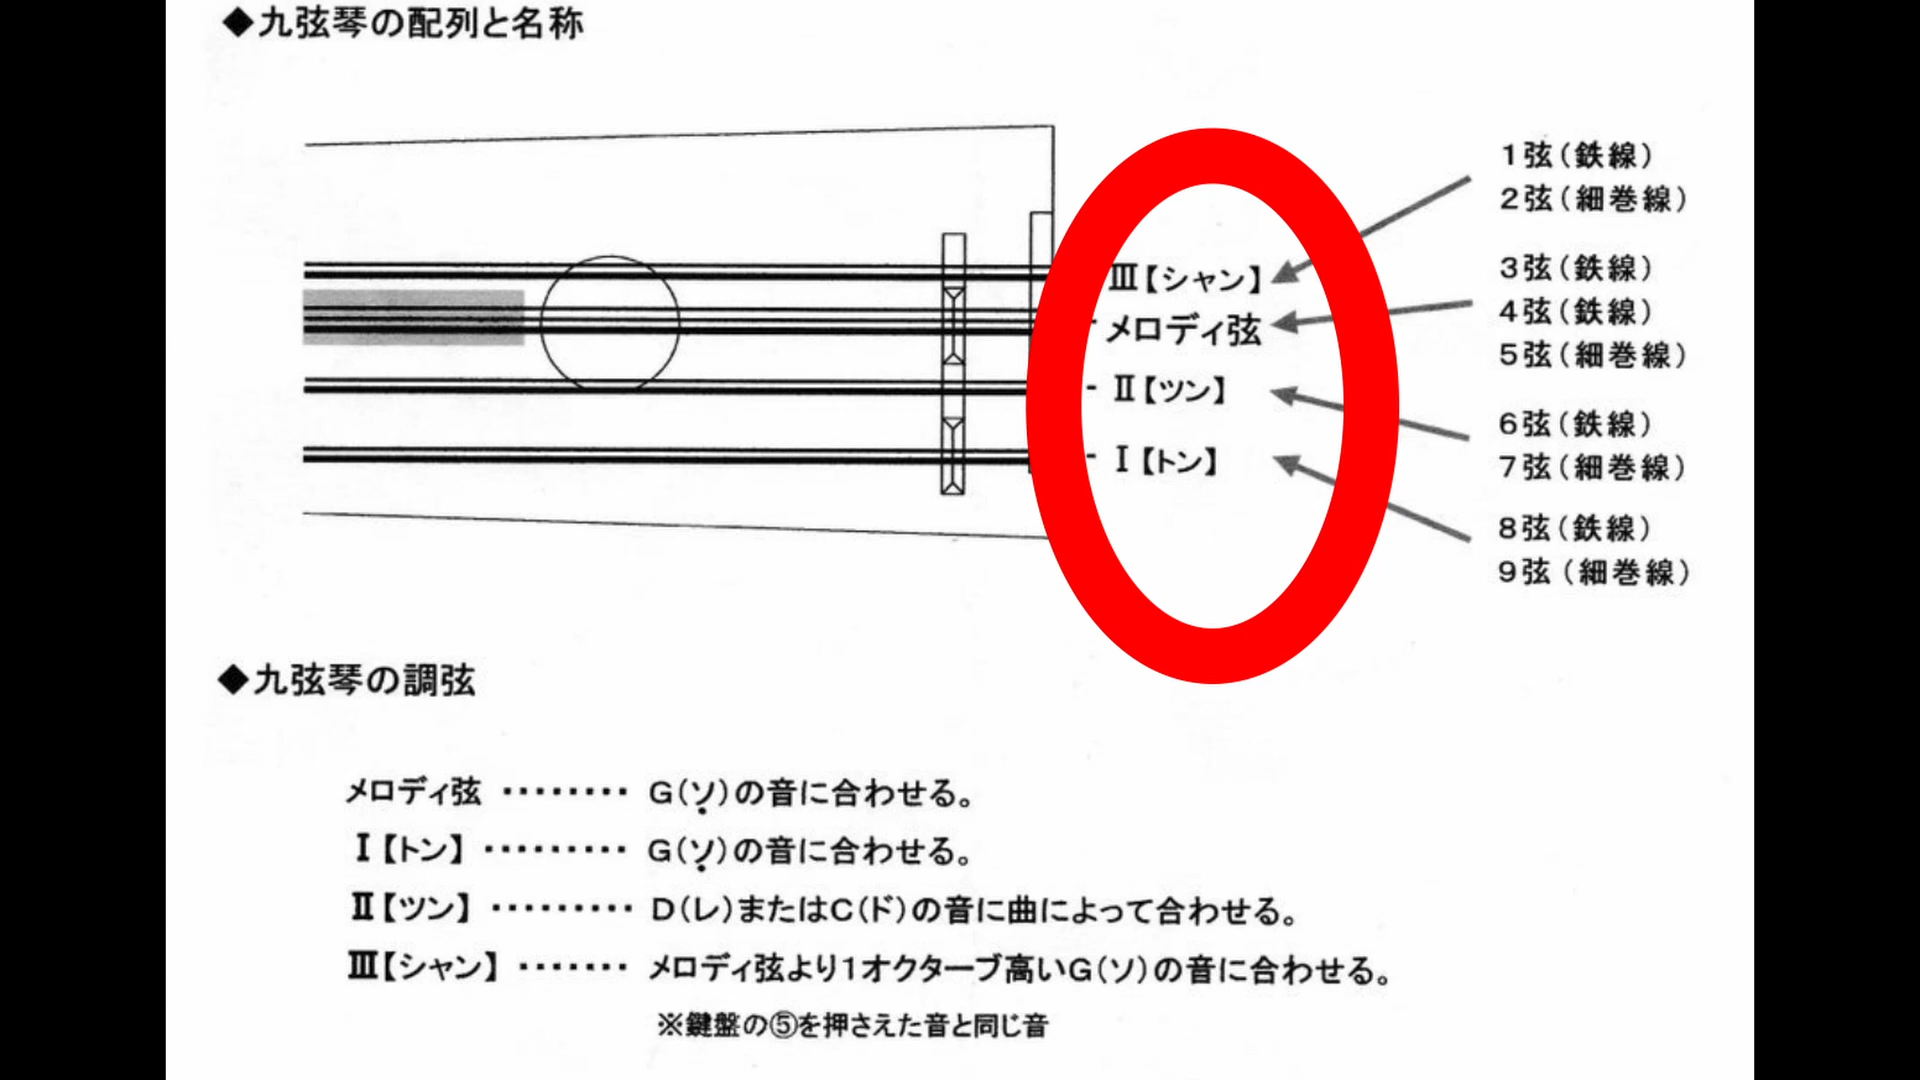 ◆九弦琴の配列と名称
1弦(鉄線)
2弦(細巻線)
Ⅲ【シャン】
3弦(鉄線)
4弦(鉄線)
メロディ弦
5弦(細巻線)
Ⅱ【ツン】
6弦(鉄線)
7弦(細巻線)
Ⅰ【トン】
8弦(鉄線)
9弦(細巻線)
◆九弦琴の調弦
メロディ弦 ‥‥‥‥ G(ソ)の音に合わせる。
Ⅰ【トン】 ‥‥‥‥‥ G(ソ)の音に合わせる。
Ⅱ【ツン】 ‥‥‥‥‥ D(レ)またはC(ド)の音に曲によって合わせる。
Ⅲ【シャン】 ‥‥‥‥ メロディ弦より1オクターブ高いG(ソ)の音に合わせる。
※鍵盤の⑤を押さえた音と同じ音